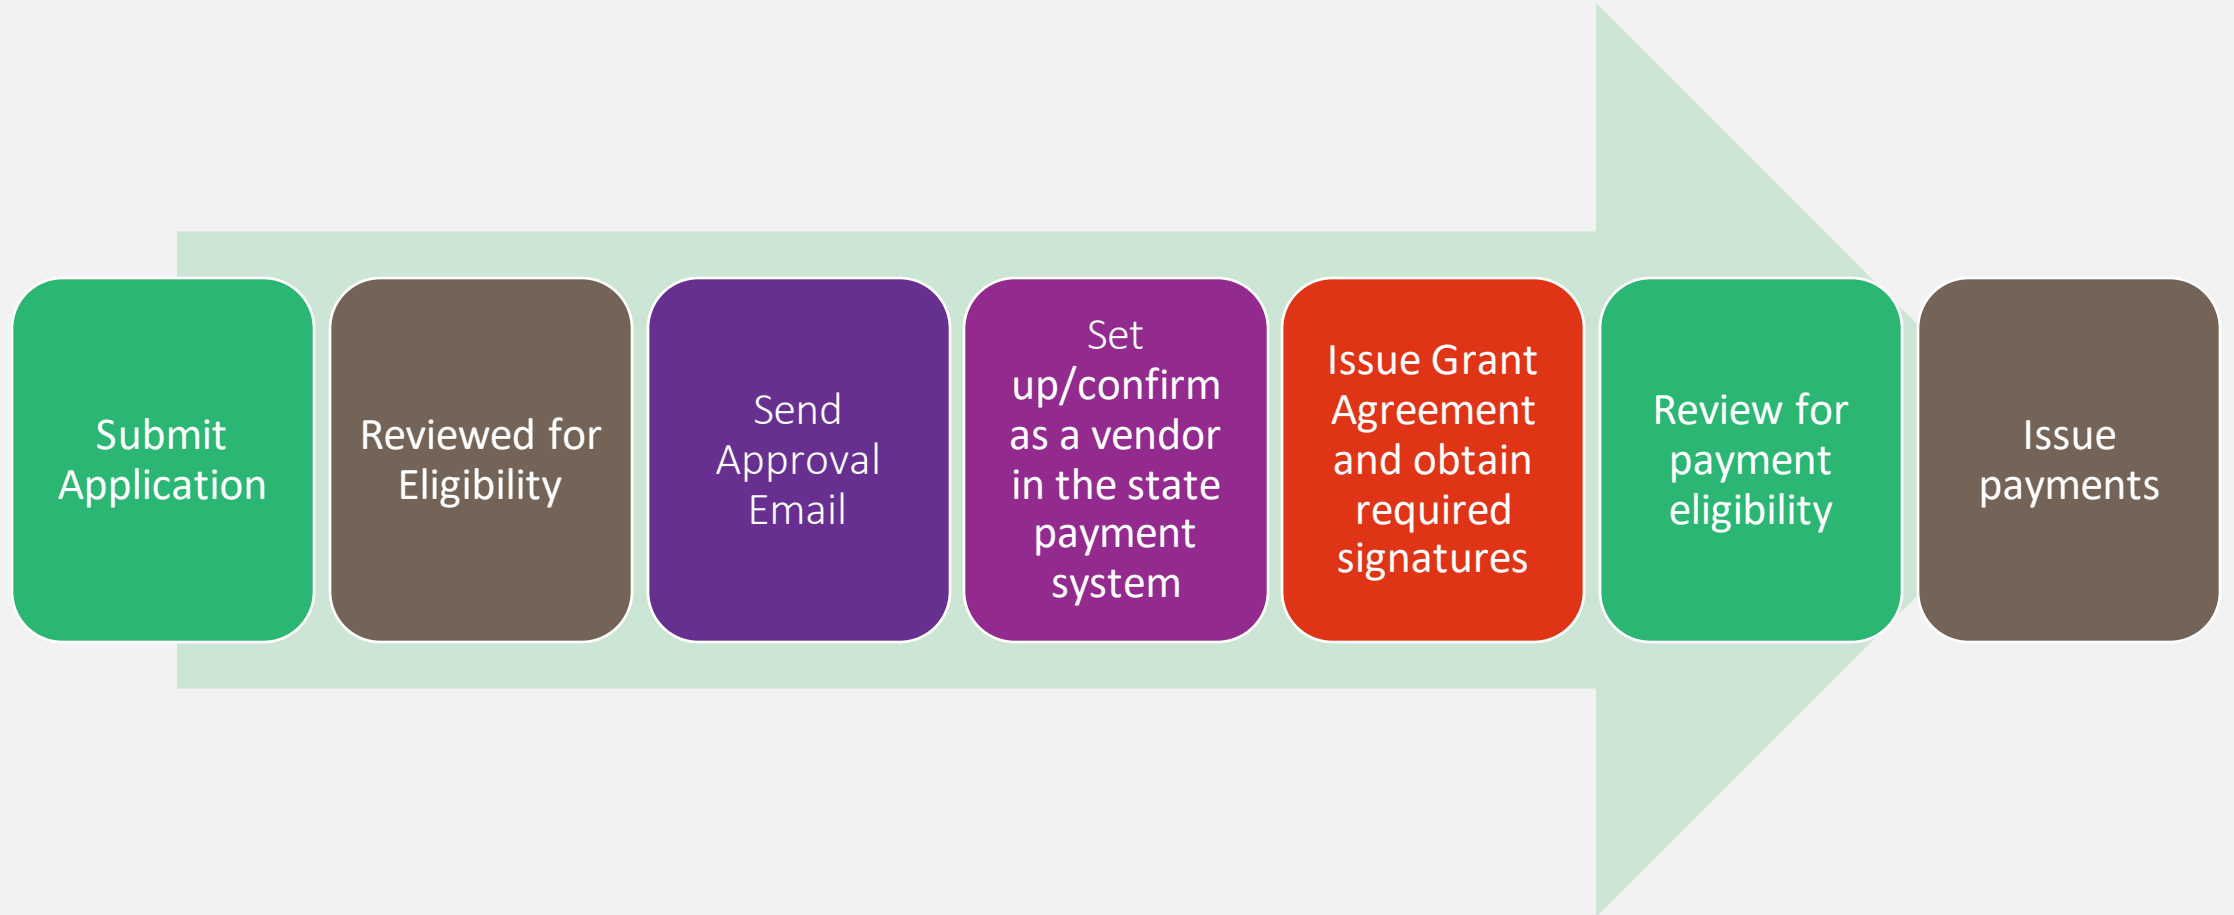 Submit
Application
Reviewed for
Eligibility
Send
Approval
Email
Set
up/confirm
as a vendor
in the state
payment
system
Issue Grant
Agreement
and obtain
required
signatures
Review for
payment
eligibility
Issue
payments